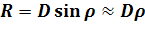 R = D sin ρ ≈ Dρ